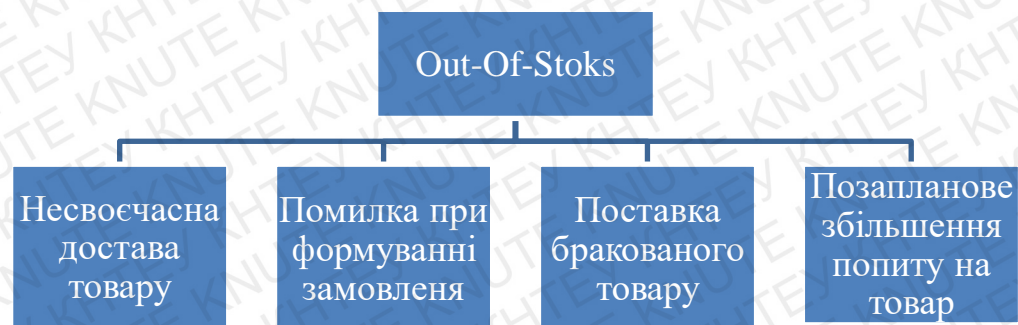 Out-Of-Stoks
Несвоєчасна
достава
товару
Помилка при
формуванні
замовленя
Поставка
бракованого
товару
Позапланове
збільшення
попиту на
товар